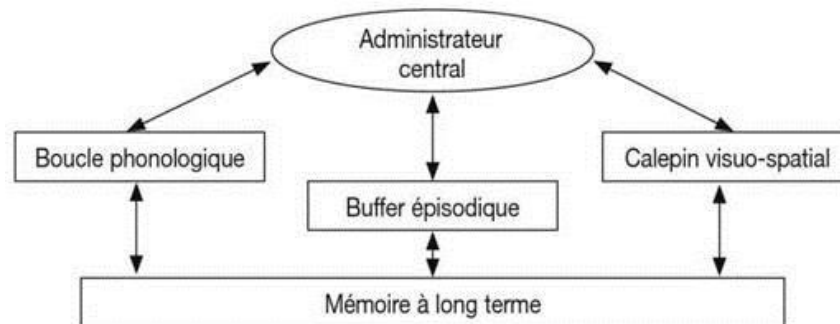 Administrateur
central
Boucle phonologique
Calepin visuo-spatial
Buffer épisodique
Mémoire à long terme